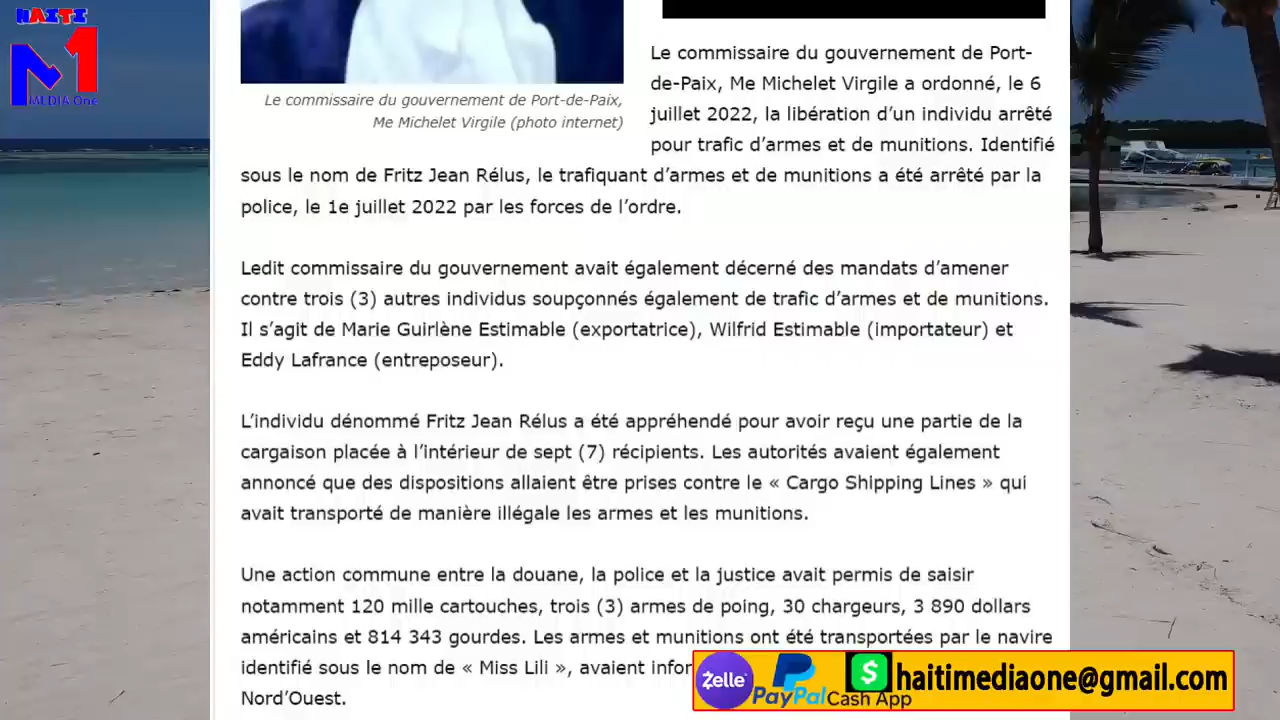 HAITI
M1
MEDIA One
Le commissaire du gouvernement de Port-de-Paix,
Me Michelet Virgile (photo internet)
Le commissaire du gouvernement de Port-
de-Paix, Me Michelet Virgile a ordonné, le 6
juillet 2022, la libération d’un individu arrêté
pour trafic d’armes et de munitions. Identifié
sous le nom de Fritz Jean Rélus, le trafiquant d’armes et de munitions a été arrêté par la
police, le 1e juillet 2022 par les forces de l’ordre.
Ledit commissaire du gouvernement avait également décerné des mandats d’amener
contre trois (3) autres individus soupçonnés également de trafic d’armes et de munitions.
Il s’agit de Marie Guirlène Estimable (exportatrice), Wilfrid Estimable (importateur) et
Eddy Lafrance (entreposeur).
L’individu dénommé Fritz Jean Rélus a été appréhendé pour avoir reçu une partie de la
cargaison placée à l’intérieur de sept (7) récipients. Les autorités avaient également
annoncé que des dispositions allaient être prises contre le « Cargo Shipping Lines » qui
avait transporté de manière illégale les armes et les munitions.
Une action commune entre la douane, la police et la justice avait permis de saisir
notamment 120 mille cartouches, trois (3) armes de poing, 30 chargeurs, 3 890 dollars
américains et 814 343 gourdes. Les armes et munitions ont été transportées par le navire
identifié sous le nom de « Miss Lili », avaient
Nord’Ouest.
Zelle PayPal $ Cash App haitimediaone@gmail.com